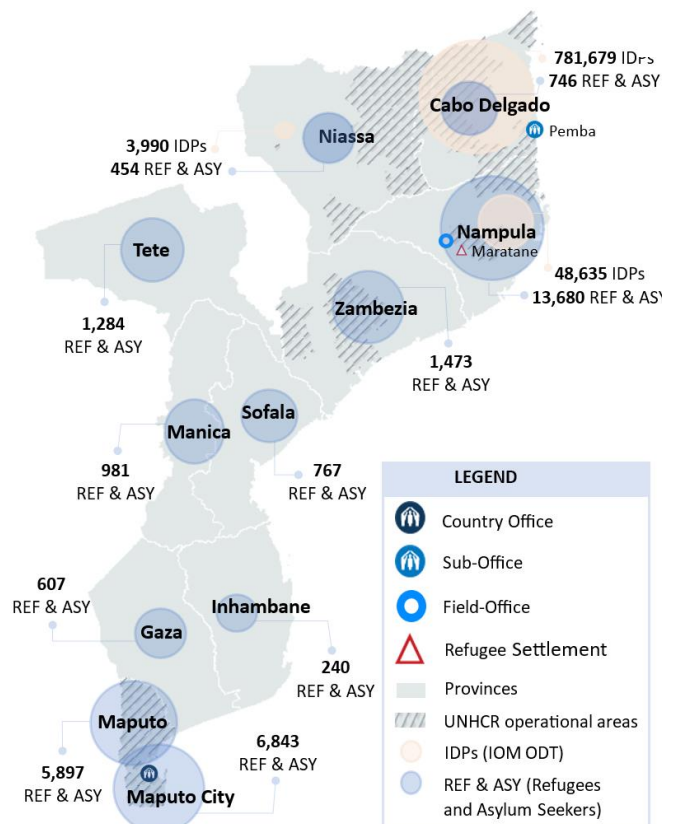 781,679 IDPs
746 REF & ASY
Cabo Delgado
Pemba
Niassa
3,990 IDPs
454 REF & ASY
Nampula
Maratane
48,635 IDPs
13,680 REF & ASY
Tete
1,284
REF & ASY
Zambezia
1,473
REF & ASY
Sofala
Manica
981
REF & ASY
767
REF & ASY
607
REF & ASY
Inhambane
Gaza
240
REF & ASY
Maputo
6,843
REF & ASY
5,897
REF & ASY
Maputo City
LEGEND
Country Office
Sub-Office
Field-Office
Refugee Settlement
Provinces
UNHCR operational areas
IDPs (IOM ODT)
REF & ASY (Refugees
and Asylum Seekers)